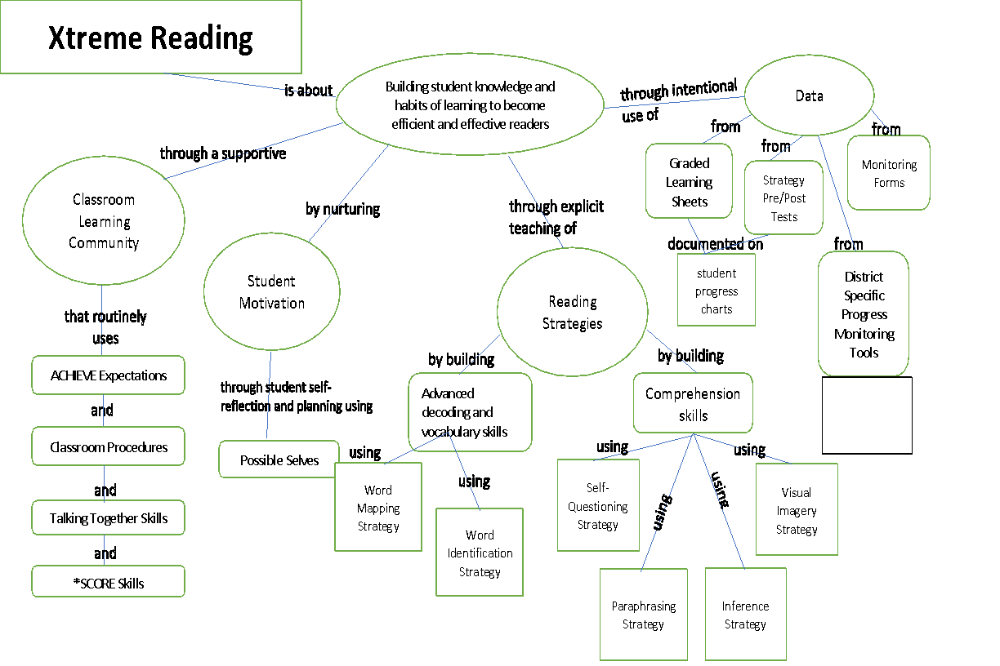 Xtreme Reading
is about
Building student knowledge and
habits of learning to become
efficient and effective readers
through intentional
use of
Data
from
Graded
Learning
Sheets
from
Strategy
Pre/Post
Tests
from
Monitoring
Forms
documented on
student
progress
charts
from
District
Specific
Progress
Monitoring
Tools
through a supportive
Classroom
Learning
Community
that routinely
uses
ACHIEVE Expectations
and
Classroom Procedures
and
Talking Together Skills
and
*SCORE Skills
by nurturing
Student
Motivation
through student self-
reflection and planning using
Possible Selves
through explicit
teaching of
Reading
Strategies
by building
Advanced
decoding and
vocabulary skills
using
Word
Mapping
Strategy
using
Word
Identification
Strategy
by building
Comprehension
skills
using
Self-
Questioning
Strategy
using
Paraphrasing
Strategy
using
Inference
Strategy
using
Visual
Imagery
Strategy